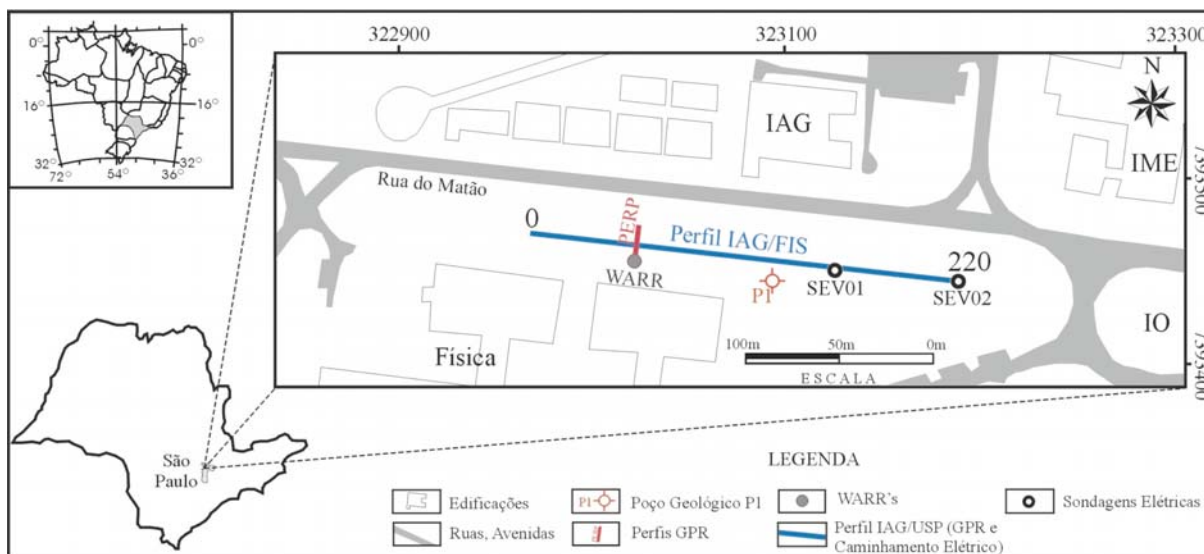 322900
323100
323300
0°
0°
16°
16°
32°
32°
72°
54°
36°
N
IAG
IME
7393500
Rua do Matão
PERP
0
Perfil IAG/FIS
220
WARR
P1
SEV01
SEV02
IO
Física
100m
50m
0m
ESCALA
7393400
São
Paulo
LEGENDA
Edificações
P1
Poço Geológico P1
WARR's
Sondagens Elétricas
Ruas, Avenidas
Perfis GPR
Perfil IAG/USP (GPR e
Caminhamento Elétrico)